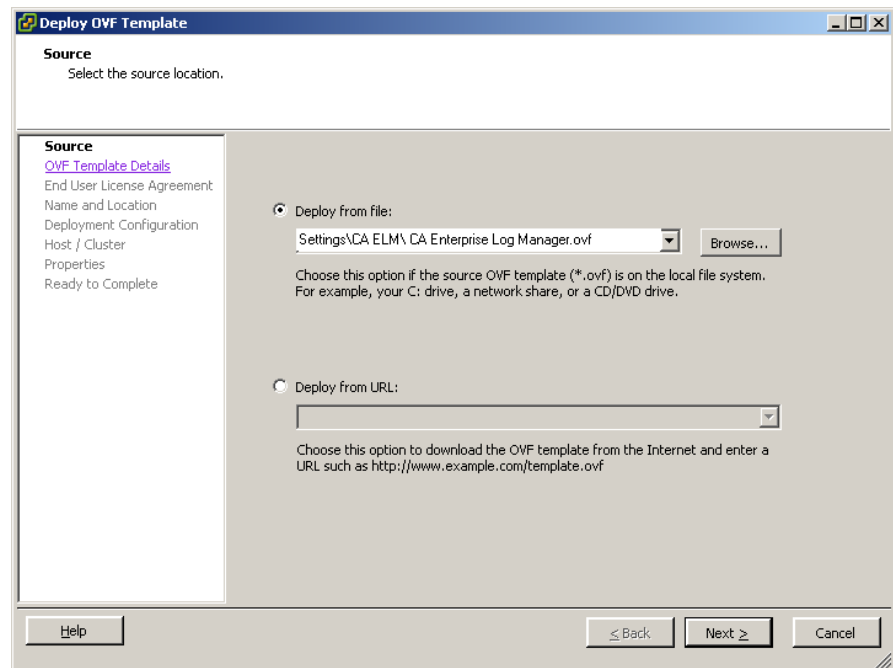 Deploy OVF Template
Source
Select the source location.
Source
OVF Template Details
End User License Agreement
Name and Location
Deployment Configuration
Host / Cluster
Properties
Ready to Complete
Deploy from file:
Settings\CA ELM\ CA Enterprise Log Manager.ovf
Browse...
Choose this option if the source OVF template (*.ovf) is on the local file system.
For example, your C: drive, a network share, or a CD/DVD drive.
Deploy from URL:
Choose this option to download the OVF template from the Internet and enter a
URL such as http://www.example.com/template.ovf
Help
≤ Back
Next ≥
Cancel